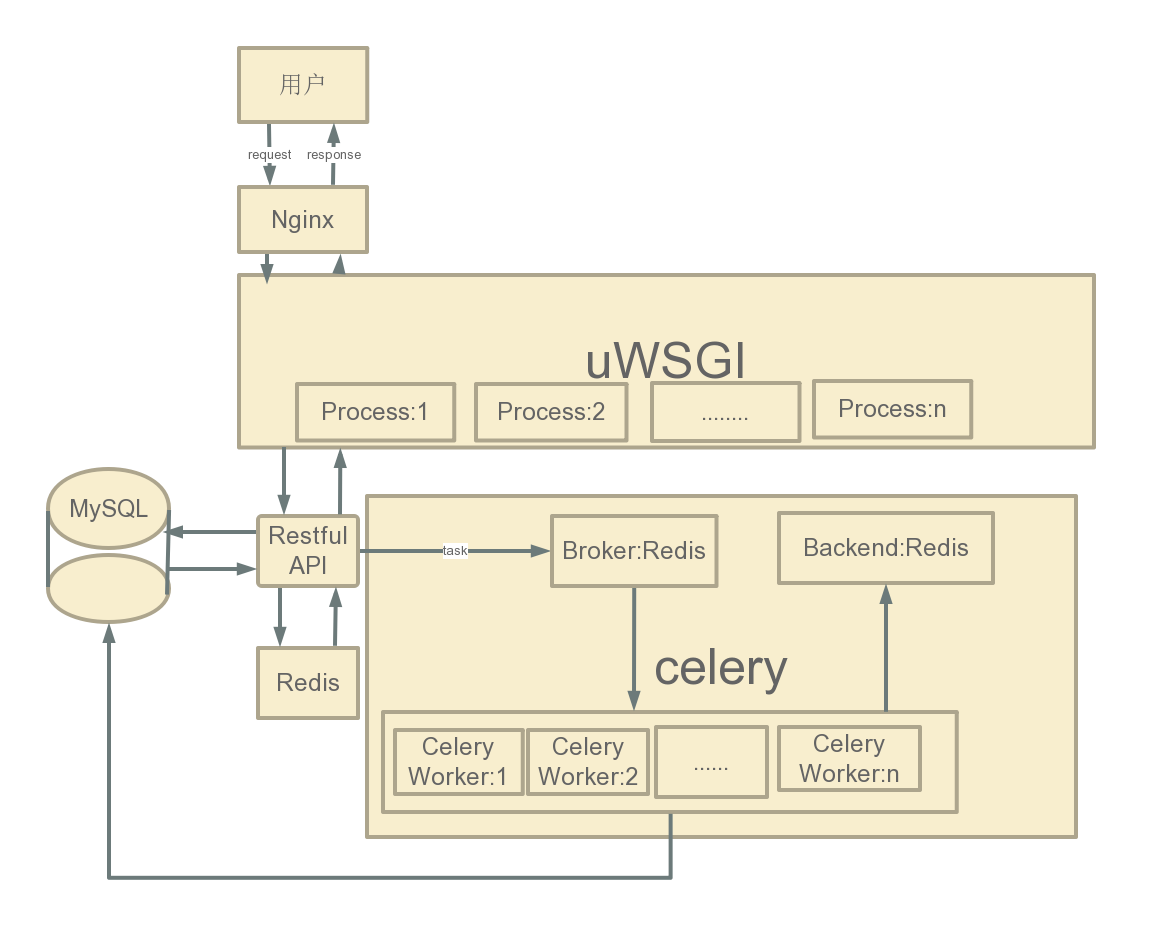 用户
request
response
Nginx
uWSGI
Process:1
Process:2
........
Process:n
MySQL
Restful
API
task
Broker:Redis
Backend:Redis
Redis
celery
Celery
Worker:1
Celery
Worker:2
......
Celery
Worker:n